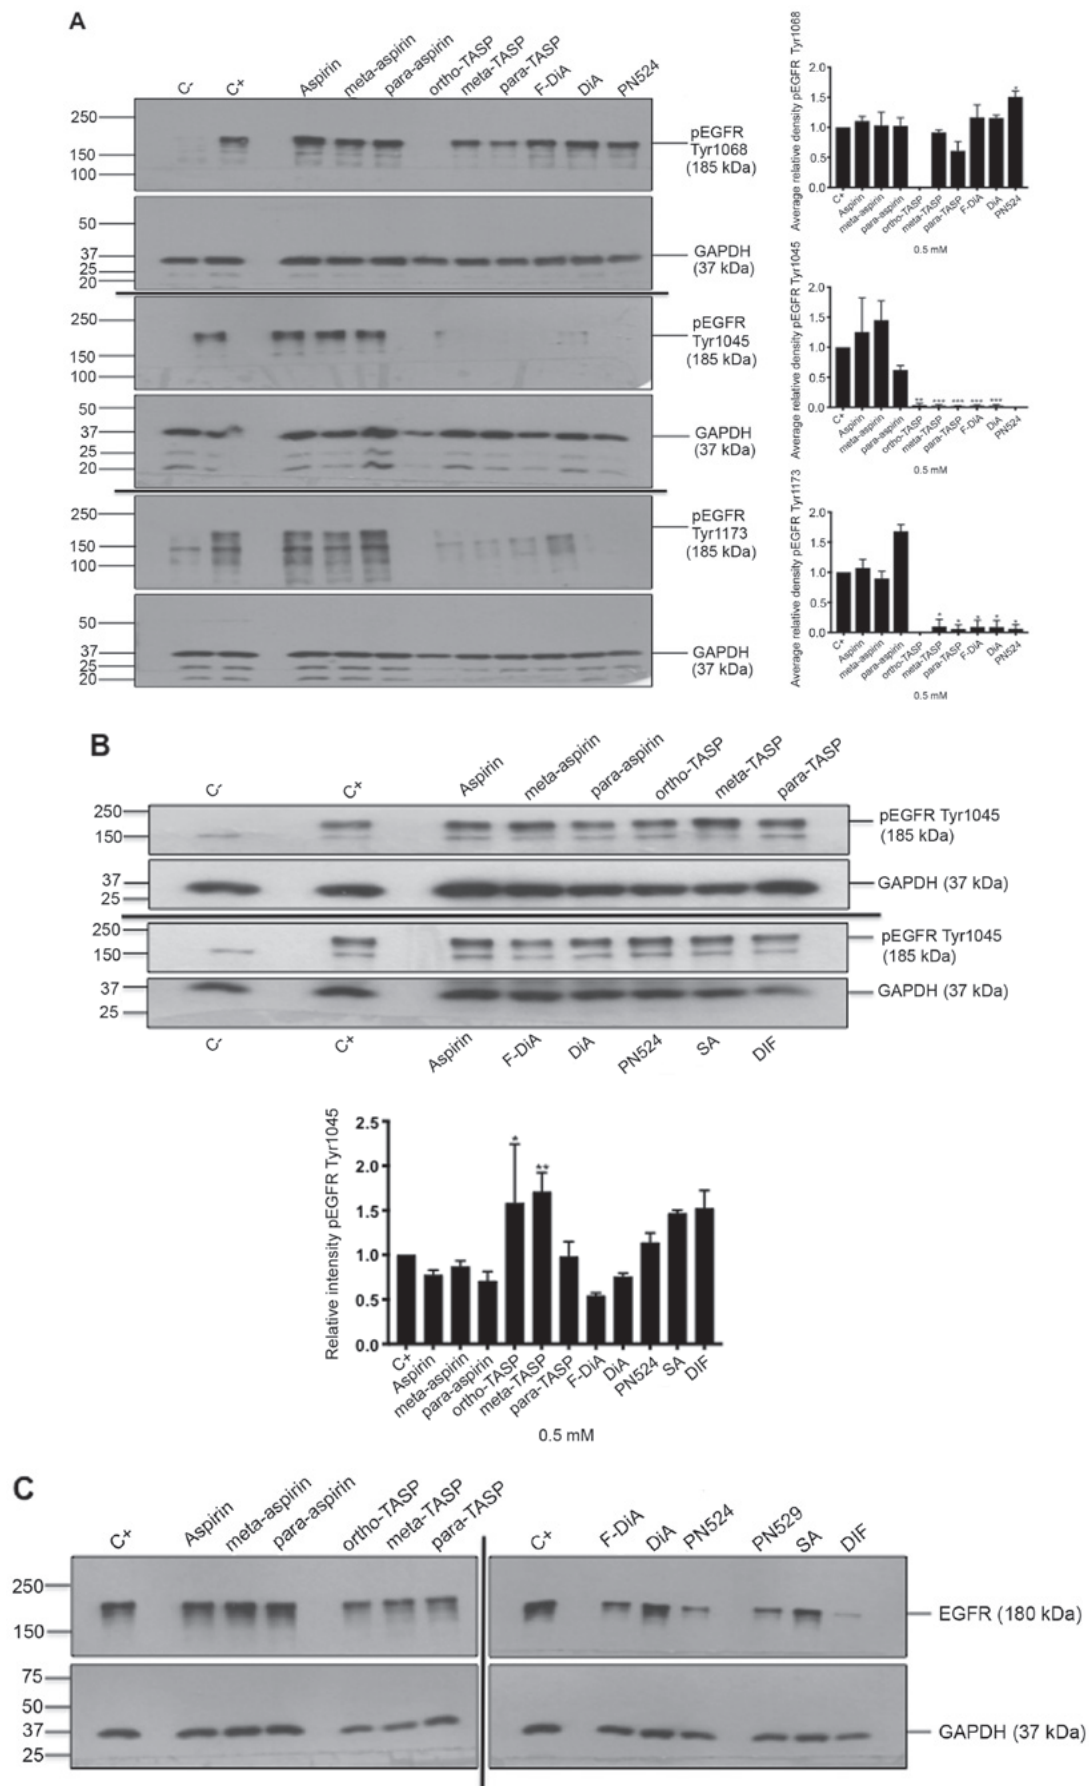 A
C-
C+
Aspirin
meta-aspirin
para-aspirin
ortho-TASP
meta-TASP
para-TASP
F-DiA
DiA
PN524
250
150
100
pEGFR
Tyr1068
(185 kDa)
50
37
25
20
GAPDH
(37 kDa)
250
150
100
pEGFR
Tyr1045
(185 kDa)
50
37
25
20
GAPDH
(37 kDa)
250
150
100
pEGFR
Tyr1173
(185 kDa)
50
37
25
20
GAPDH
(37 kDa)
Average relative density pEGFR Tyr1068
2.0
1.5
1.0
0.5
0.0
*
C+
Aspirin
meta-aspirin
para-aspirin
ortho-TASP
meta-TASP
para-TASP
F-DiA
DiA
PN524
0.5 mM
Average relative density pEGFR Tyr1045
2.0
1.5
1.0
0.5
0.0
** *** *** *** ***
C+
Aspirin
meta-aspirin
para-aspirin
ortho-TASP
meta-TASP
para-TASP
F-DiA
DiA
PN524
0.5 mM
Average relative density pEGFR Tyr1173
2.0
1.5
1.0
0.5
0.0
* * * * *
C+
Aspirin
meta-aspirin
para-aspirin
ortho-TASP
meta-TASP
para-TASP
F-DiA
DiA
PN524
0.5 mM
B
C-
C+
Aspirin
meta-aspirin
para-aspirin
ortho-TASP
meta-TASP
para-TASP
250
150
pEGFR Tyr1045
(185 kDa)
37
25
GAPDH (37 kDa)
250
150
pEGFR Tyr1045
(185 kDa)
37
25
GAPDH (37 kDa)
C-
C+
Aspirin
F-DiA
DiA
PN524
SA
DIF
Relative intensity pEGFR Tyr1045
2.5
2.0
1.5
1.0
0.5
0.0
* **
C+
Aspirin
meta-aspirin
para-aspirin
ortho-TASP
meta-TASP
para-TASP
F-DiA
DiA
PN524
SA
DIF
0.5 mM
C
C+
Aspirin
meta-aspirin
para-aspirin
ortho-TASP
meta-TASP
para-TASP
C+
F-DiA
DiA
PN524
PN529
SA
DIF
250
150
EGFR (180 kDa)
75
50
37
25
GAPDH (37 kDa)